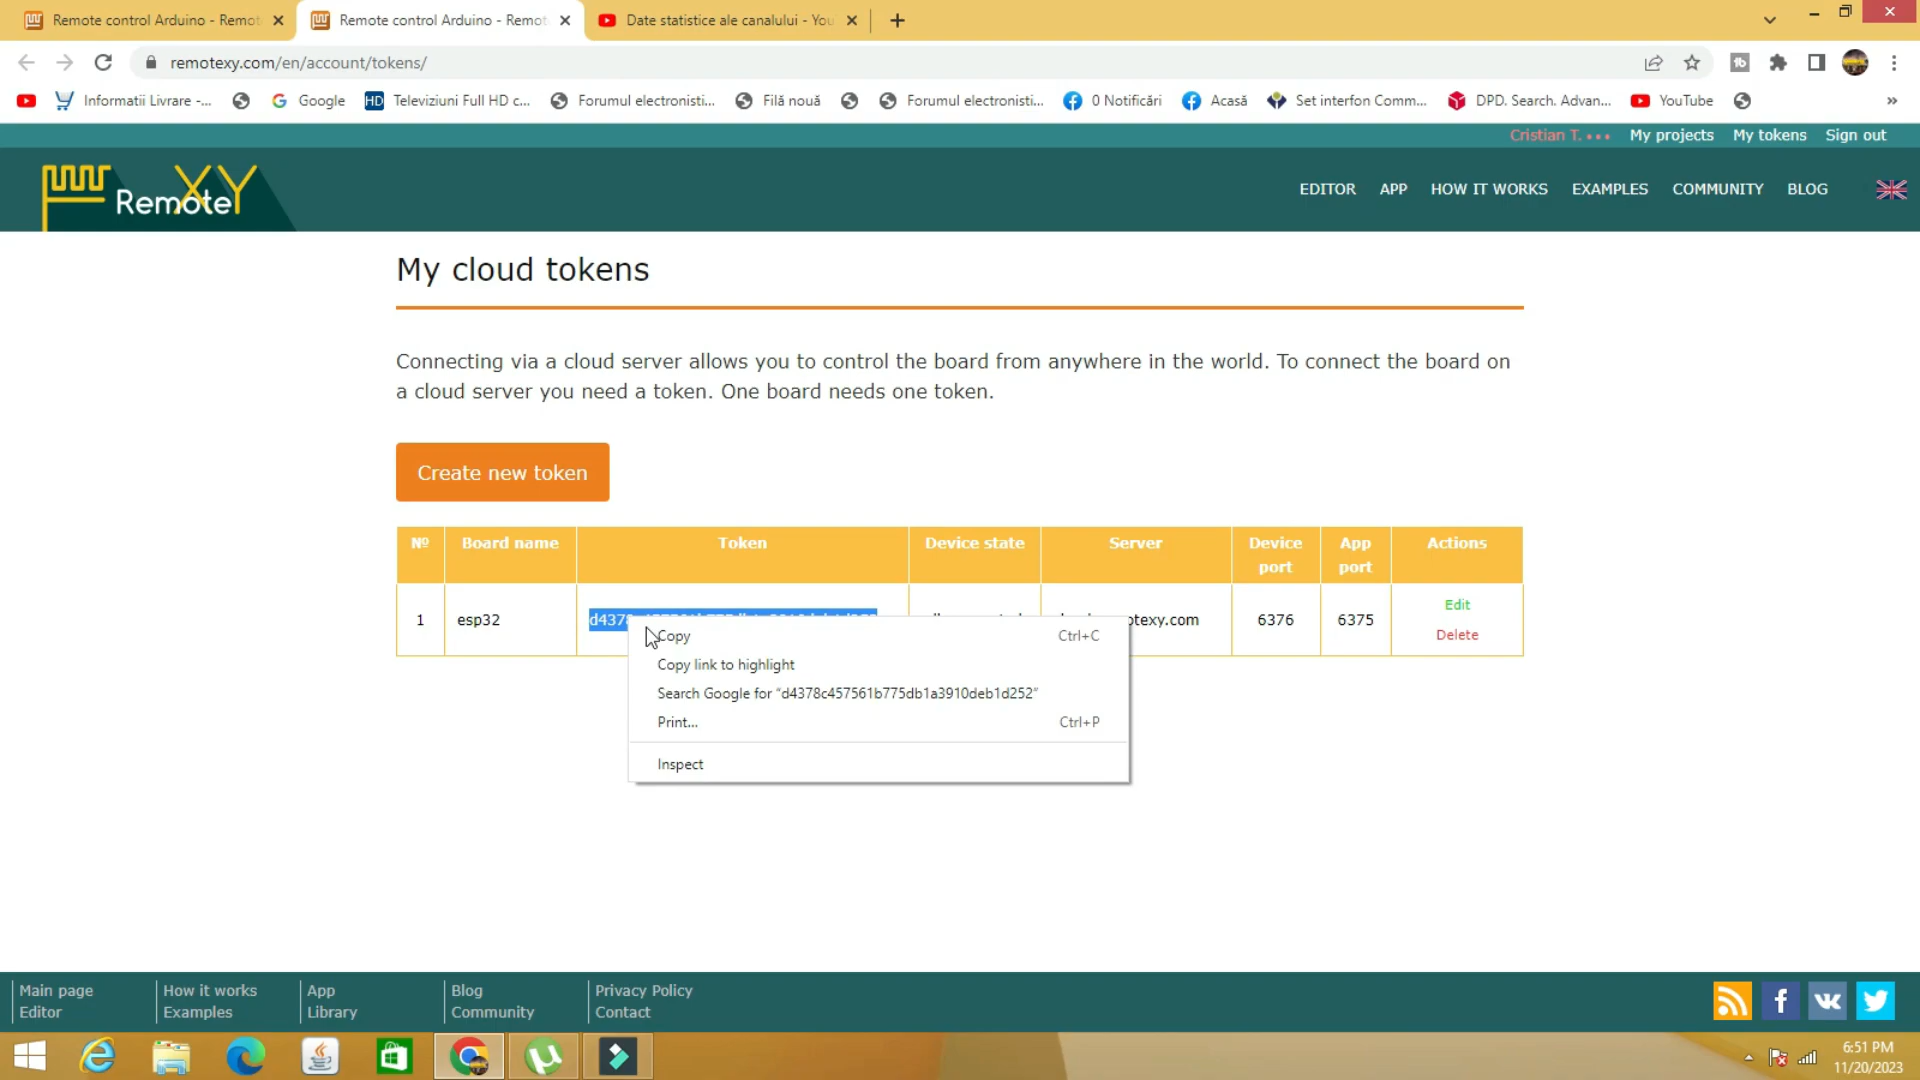 Remote control Arduino - Remot
Remote control Arduino - Remot
Date statistice ale canalului - You
remotexy.com/en/account/tokens/
Informatii Livrare -...
Google
HD Televiziuni Full HD c...
Forumul electronisti...
Filă nouă
Forumul electronisti...
0 Notificări
Acasă
Set interfon Comm...
DPD. Search. Advan...
YouTube
Cristian T.
My projects
My tokens
Sign out
RemoteXY
EDITOR
APP
HOW IT WORKS
EXAMPLES
COMMUNITY
BLOG
My cloud tokens
Connecting via a cloud server allows you to control the board from anywhere in the world. To connect the board on
a cloud server you need a token. One board needs one token.
Create new token
№
Board name
Token
Device state
Server
Device
port
App
port
Actions
1
esp32
6376
6375
Edit
Delete
Copy Ctrl+C
Copy link to highlight
Search Google for “d4378c457561b775db1a3910deb1d252”
Print... Ctrl+P
Inspect
Main page
Editor
How it works
Examples
App
Library
Blog
Community
Privacy Policy
Contact
6:51 PM
11/20/2023